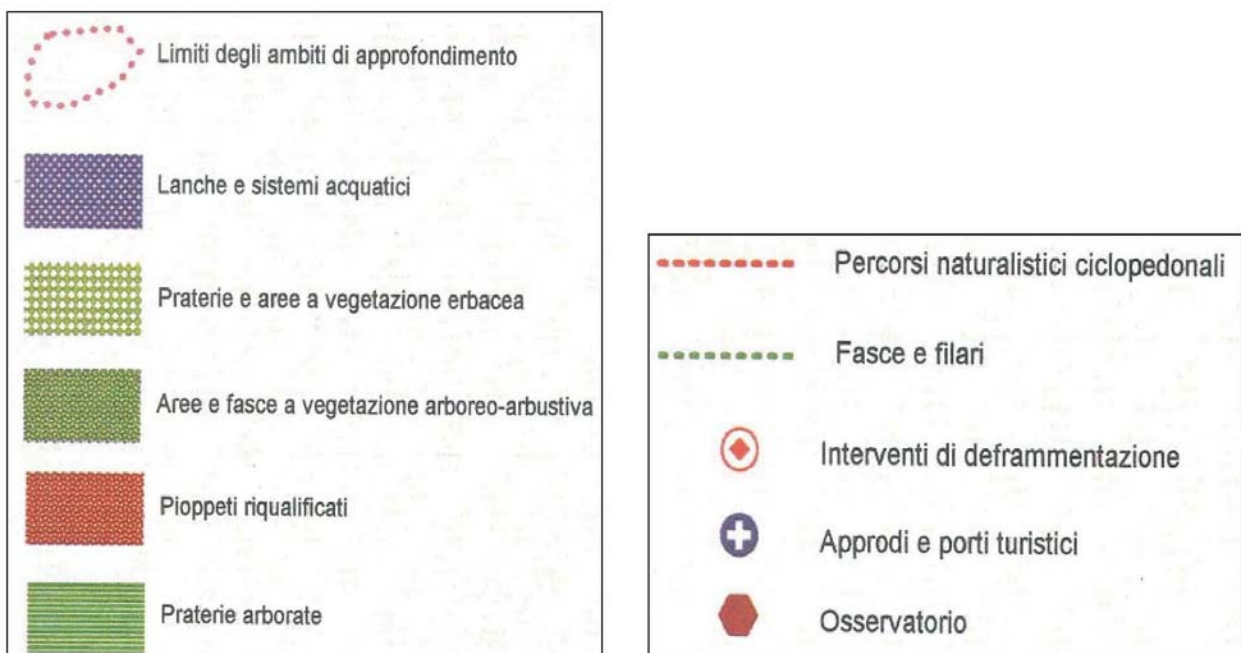 Limiti degli ambiti di approfondimento
Lanche e sistemi acquatici
Praterie e aree a vegetazione erbacea
Aree e fasce a vegetazione arboreo-arbustiva
Pioppeti riqualificati
Praterie arborate
Percorsi naturalistici ciclopedonali
Fasce e filari
Interventi di deframmentazione
Approdi e porti turistici
Osservatorio